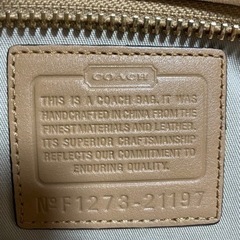 COACH
THIS IS A COACH BAG. IT WAS
HANDCRAFTED IN CHINA FROM THE
FINEST MATERIALS AND LEATHER.
ITS SUPERIOR CRAFTSMANSHIP
REFLECTS OUR COMMITMENT TO
ENDURING QUALITY.
Nº F1273-21197